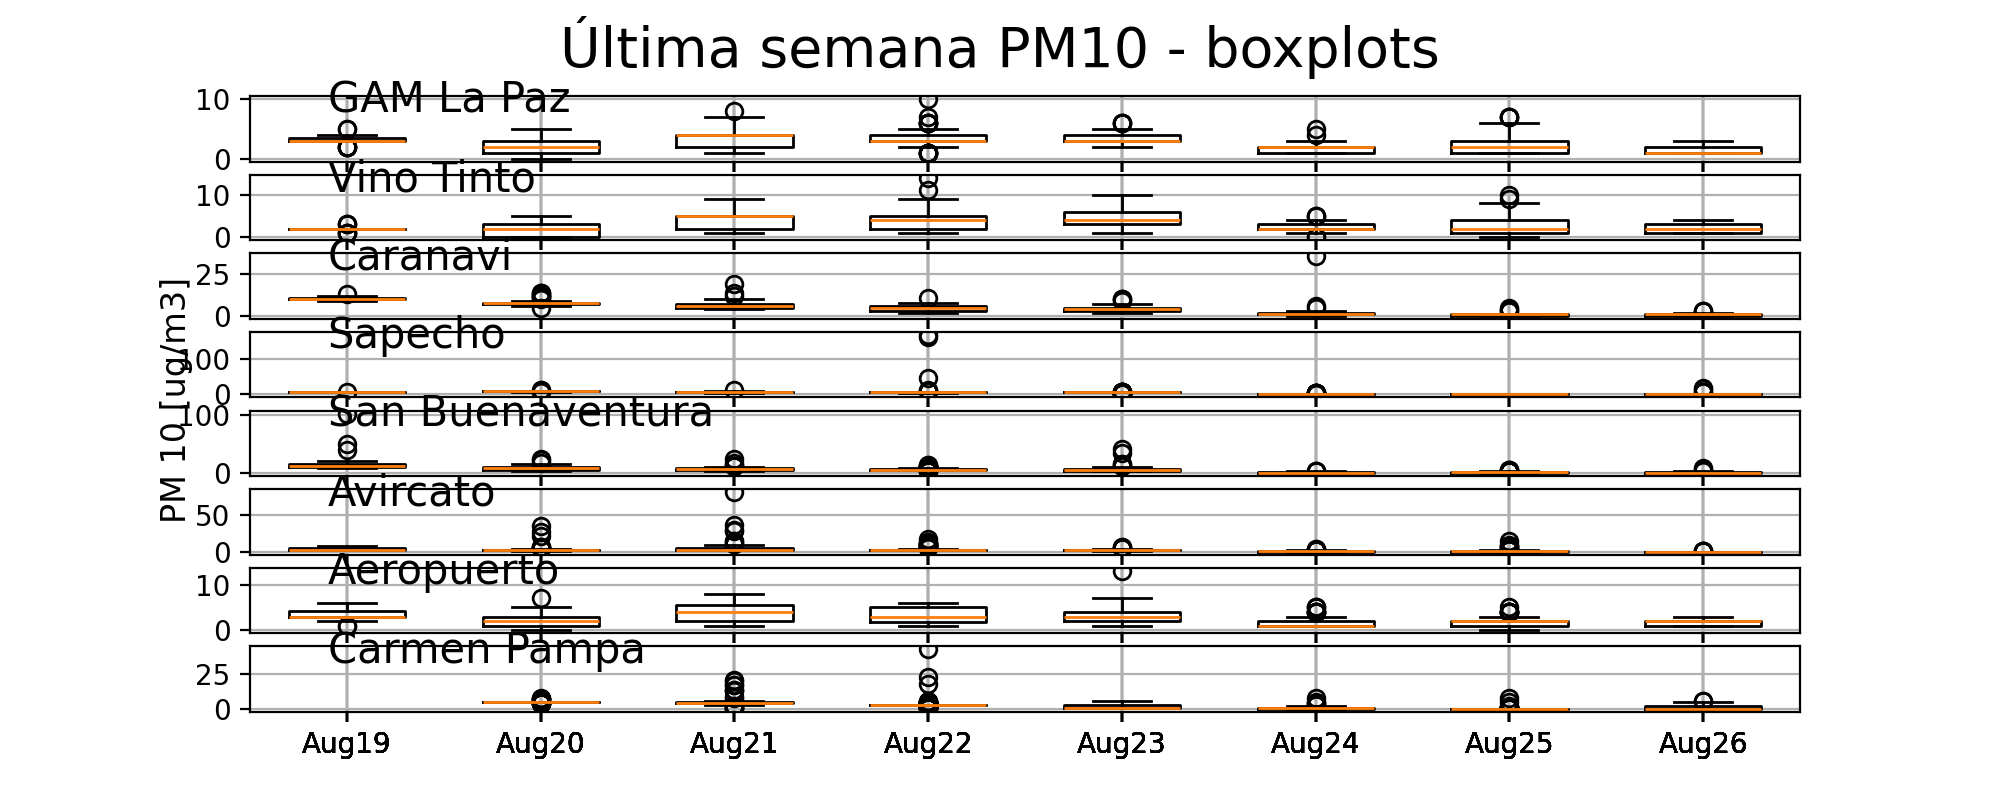 Última semana PM10 - boxplots
GAM La Paz
10
0
Vino Tinto
10
0
Caranavi
25
0
Sapecho
100
0
San Buenaventura
100
0
Avircato
50
0
Aeropuerto
10
0
Carmen Pampa
25
0
PM 10 [ug/m3]
Aug19 Aug20 Aug21 Aug22 Aug23 Aug24 Aug25 Aug26